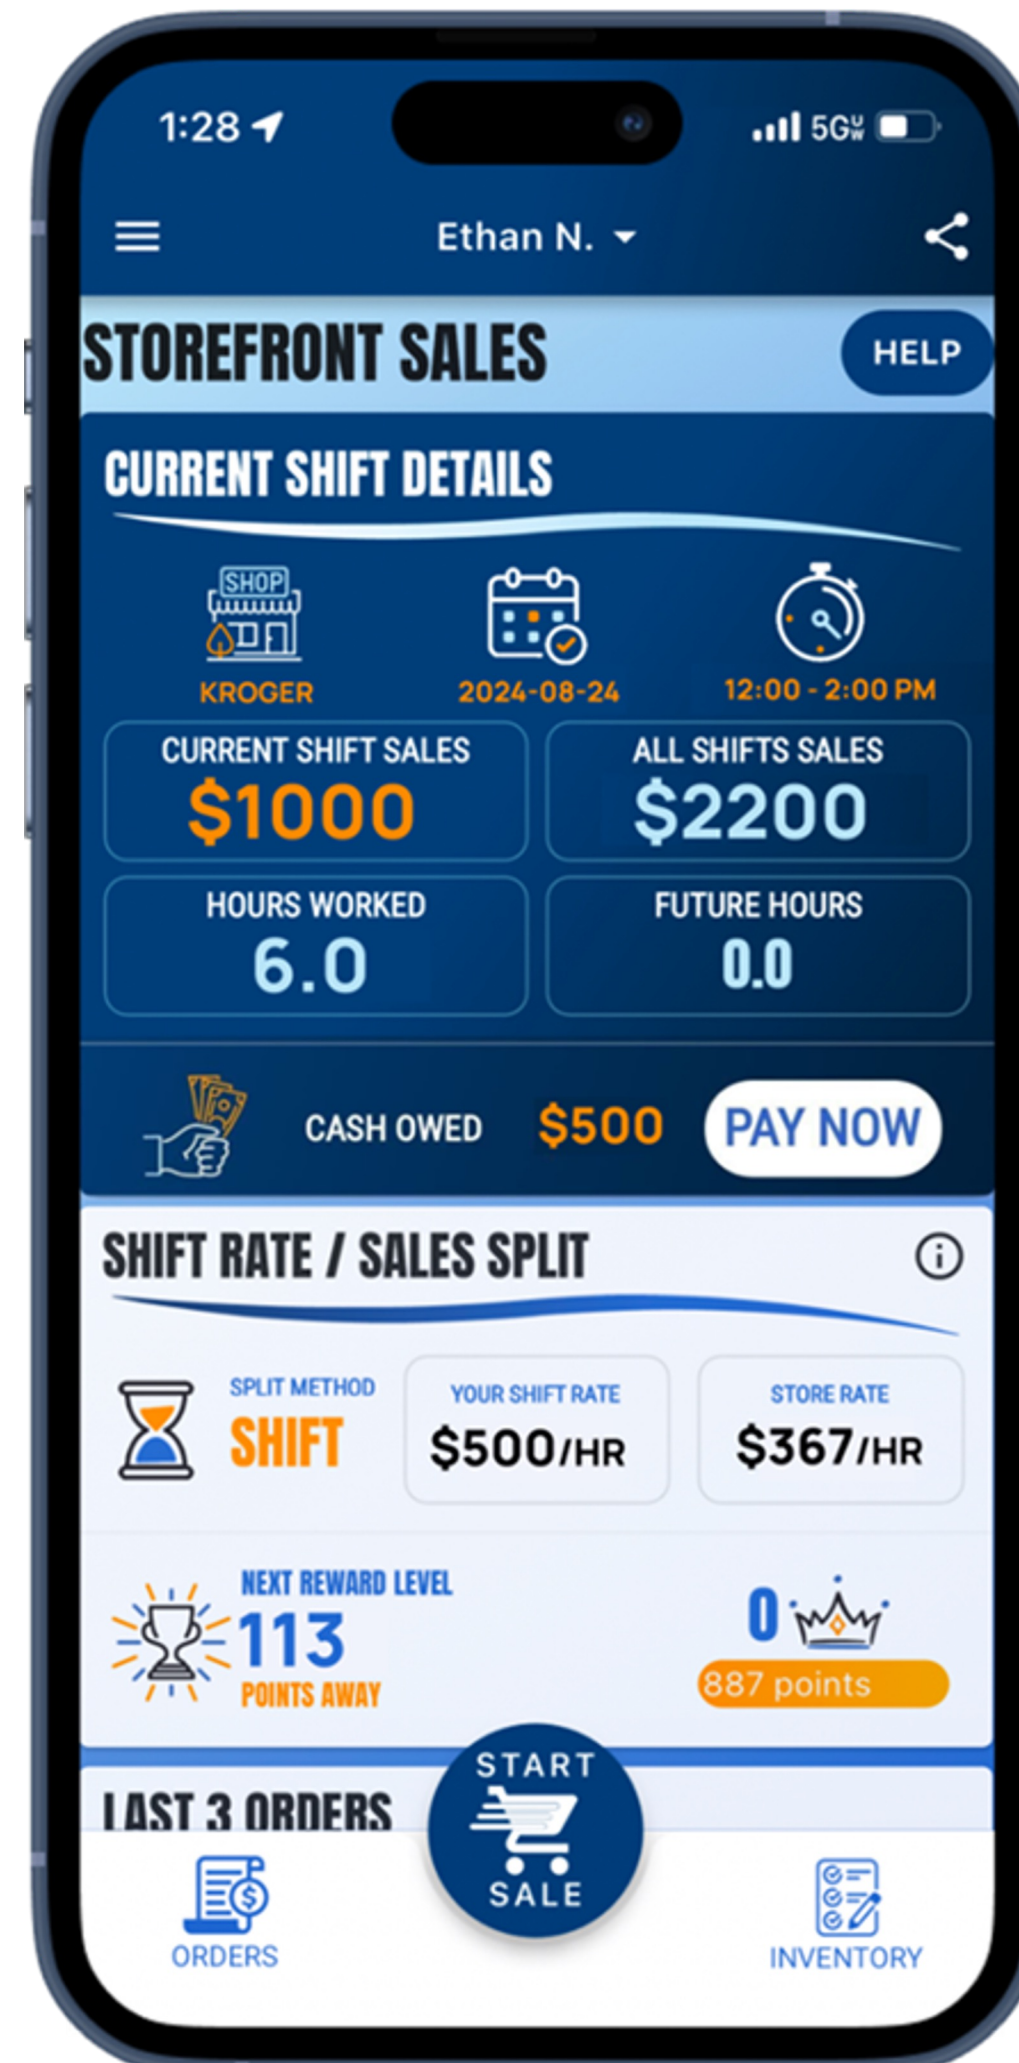 1:28
5G UW
Ethan N.
STOREFRONT SALES
HELP
CURRENT SHIFT DETAILS
SHOP
KROGER
2024-08-24
12:00 - 2:00 PM
CURRENT SHIFT SALES
$1000
ALL SHIFTS SALES
$2200
HOURS WORKED
6.0
FUTURE HOURS
0.0
CASH OWED
$500
PAY NOW
SHIFT RATE / SALES SPLIT
SPLIT METHOD
SHIFT
YOUR SHIFT RATE
$500/HR
STORE RATE
$367/HR
NEXT REWARD LEVEL
113
POINTS AWAY
0
887 points
LAST 3 ORDERS
START
SALE
ORDERS
INVENTORY